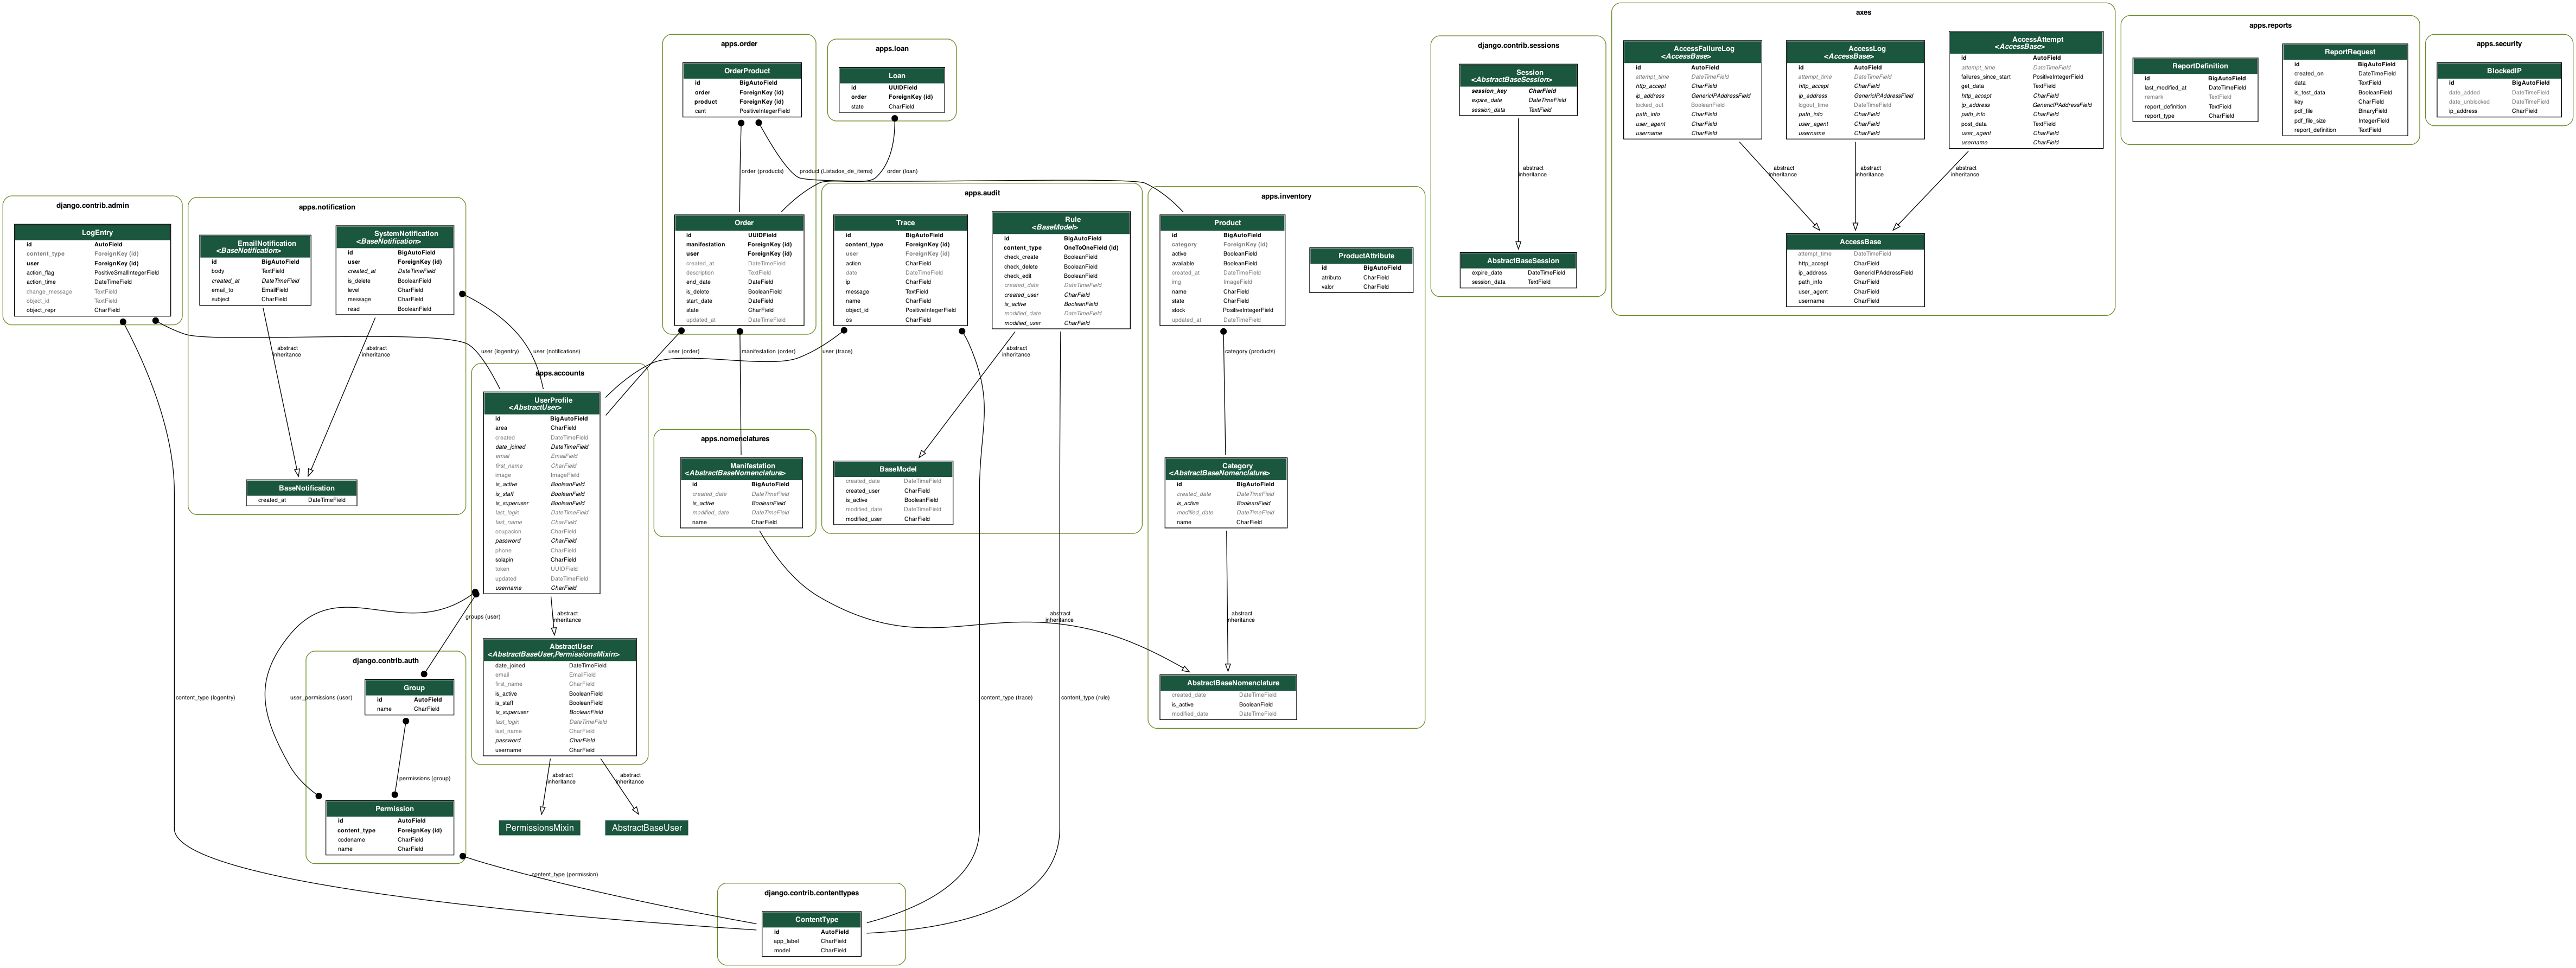 axes
AccessFailureLog
<AccessBase>
id AutoField
attempt_time DateTimeField
http_accept CharField
ip_address GenericIPAddressField
locked_out BooleanField
path_info CharField
user_agent CharField
username CharField
AccessLog
<AccessBase>
id AutoField
attempt_time DateTimeField
http_accept CharField
ip_address GenericIPAddressField
logout_time DateTimeField
path_info CharField
user_agent CharField
username CharField
AccessAttempt
<AccessBase>
id AutoField
attempt_time DateTimeField
failures_since_start PositiveIntegerField
get_data TextField
http_accept CharField
ip_address GenericIPAddressField
path_info CharField
post_data TextField
user_agent CharField
username CharField
abstract
inheritance
abstract
inheritance
abstract
inheritance
AccessBase
attempt_time DateTimeField
http_accept CharField
ip_address GenericIPAddressField
path_info CharField
user_agent CharField
username CharField
apps.reports
ReportDefinition
id BigAutoField
last_modified_at DateTimeField
remark TextField
report_definition TextField
report_type CharField
ReportRequest
id BigAutoField
created_on DateTimeField
data TextField
is_test_data BooleanField
key CharField
pdf_file BinaryField
pdf_file_size IntegerField
report_definition TextField
apps.security
BlockedIP
id BigAutoField
date_added DateTimeField
date_unblocked DateTimeField
ip_address CharField
django.contrib.sessions
Session
<AbstractBaseSession>
session_key CharField
expire_date DateTimeField
session_data TextField
abstract
inheritance
AbstractBaseSession
expire_date DateTimeField
session_data TextField
apps.order
OrderProduct
id BigAutoField
order ForeignKey (id)
product ForeignKey (id)
cant PositiveIntegerField
order (products)
product (Listados_de_items)
order (loan)
Order
id UUIDField
manifestation ForeignKey (id)
user ForeignKey (id)
created_at DateTimeField
description TextField
end_date DateField
is_delete BooleanField
start_date DateField
state CharField
updated_at DateTimeField
apps.loan
Loan
id UUIDField
order ForeignKey (id)
state CharField
apps.audit
Trace
id BigAutoField
content_type ForeignKey (id)
user ForeignKey (id)
action CharField
date DateTimeField
ip CharField
message TextField
name CharField
object_id PositiveIntegerField
os CharField
Rule
<BaseModel>
id BigAutoField
content_type OneToOneField (id)
check_create BooleanField
check_delete BooleanField
check_edit BooleanField
created_date DateTimeField
created_user CharField
is_active BooleanField
modified_date DateTimeField
modified_user CharField
abstract
inheritance
BaseModel
created_date DateTimeField
created_user CharField
is_active BooleanField
modified_date DateTimeField
modified_user CharField
apps.inventory
Product
id BigAutoField
category ForeignKey (id)
active BooleanField
available BooleanField
created_at DateTimeField
img ImageField
name CharField
state CharField
stock PositiveIntegerField
updated_at DateTimeField
ProductAttribute
id BigAutoField
atributo CharField
valor CharField
category (products)
Category
<AbstractBaseNomenclature>
id BigAutoField
created_date DateTimeField
is_active BooleanField
modified_date DateTimeField
name CharField
abstract
inheritance
abstract
inheritance
AbstractBaseNomenclature
created_date DateTimeField
is_active BooleanField
modified_date DateTimeField
django.contrib.admin
LogEntry
id AutoField
content_type ForeignKey (id)
user ForeignKey (id)
action_flag PositiveSmallIntegerField
action_time DateTimeField
change_message TextField
object_id TextField
object_repr CharField
apps.notification
EmailNotification
<BaseNotification>
id BigAutoField
body TextField
created_at DateTimeField
email_to EmailField
subject CharField
SystemNotification
<BaseNotification>
id BigAutoField
user ForeignKey (id)
created_at DateTimeField
is_delete BooleanField
level CharField
message CharField
read BooleanField
abstract
inheritance
abstract
inheritance
BaseNotification
created_at DateTimeField
user (logentry)
user (notifications)
user (order)
manifestation (order)
user (trace)
apps.accounts
UserProfile
<AbstractUser>
id BigAutoField
area CharField
created DateTimeField
date_joined DateTimeField
email EmailField
first_name CharField
image ImageField
is_active BooleanField
is_staff BooleanField
is_superuser BooleanField
last_login DateTimeField
last_name CharField
ocupacion CharField
password CharField
phone CharField
solapin CharField
token UUIDField
updated DateTimeField
username CharField
abstract
inheritance
groups (user)
AbstractUser
<AbstractBaseUser,PermissionsMixin>
date_joined DateTimeField
email EmailField
first_name CharField
is_active BooleanField
is_staff BooleanField
is_superuser BooleanField
last_login DateTimeField
last_name CharField
password CharField
username CharField
abstract
inheritance
abstract
inheritance
PermissionsMixin
AbstractBaseUser
apps.nomenclatures
Manifestation
<AbstractBaseNomenclature>
id BigAutoField
created_date DateTimeField
is_active BooleanField
modified_date DateTimeField
name CharField
django.contrib.auth
Group
id AutoField
name CharField
permissions (group)
Permission
id AutoField
content_type ForeignKey (id)
codename CharField
name CharField
content_type (logentry)
user_permissions (user)
content_type (trace)
content_type (rule)
content_type (permission)
django.contrib.contenttypes
ContentType
id AutoField
app_label CharField
model CharField